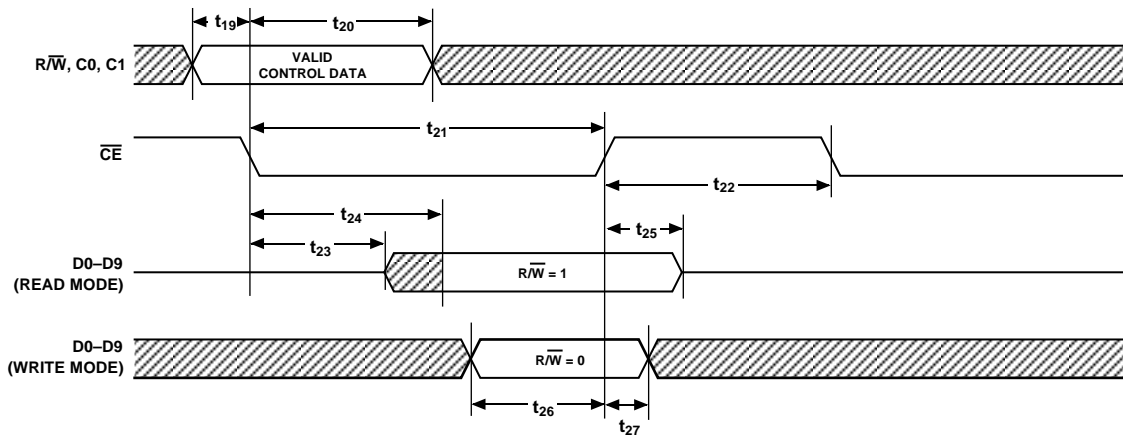 t19
t20
R/W̅, C0, C1
VALID
CONTROL DATA
t21
C̅E̅
t22
t24
t23
t25
D0–D9
(READ MODE)
R/W̅ = 1
D0–D9
(WRITE MODE)
R/W̅ = 0
t26
t27